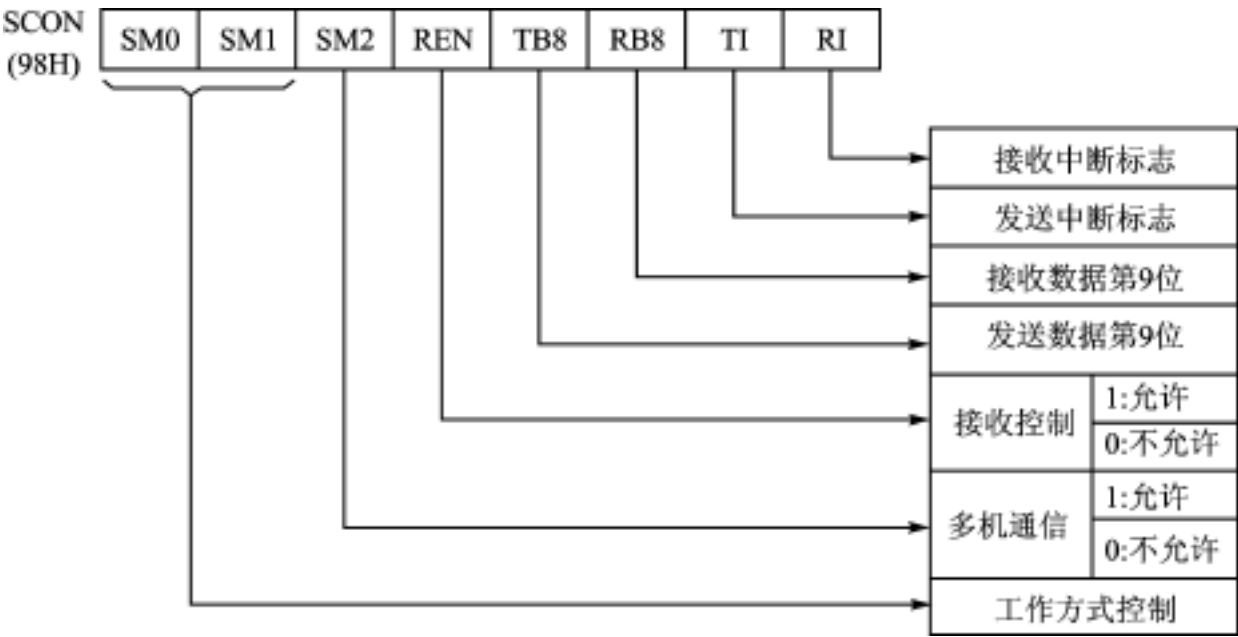 SCON
(98H)
SM0 SM1 SM2 REN TB8 RB8 TI RI
接收中断标志
发送中断标志
接收数据第9位
发送数据第9位
接收控制
1:允许
0:不允许
多机通信
1:允许
0:不允许
工作方式控制